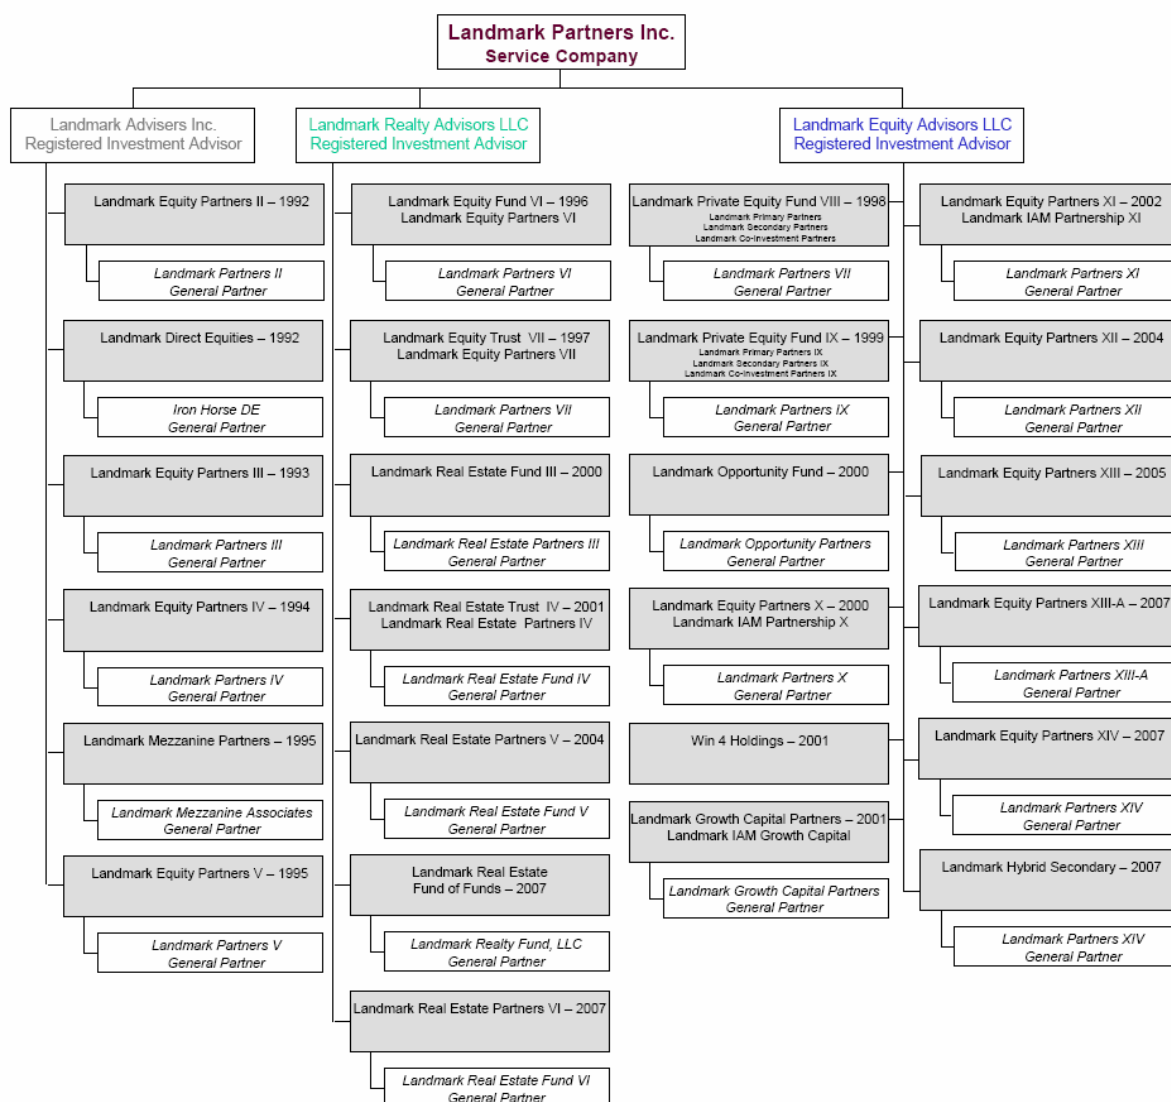 Landmark Partners Inc.
Service Company
Landmark Advisers Inc.
Registered Investment Advisor
Landmark Equity Partners II – 1992
Landmark Partners II
General Partner
Landmark Direct Equities – 1992
Iron Horse DE
General Partner
Landmark Equity Partners III – 1993
Landmark Partners III
General Partner
Landmark Equity Partners IV – 1994
Landmark Partners IV
General Partner
Landmark Mezzanine Partners – 1995
Landmark Mezzanine Associates
General Partner
Landmark Equity Partners V – 1995
Landmark Partners V
General Partner
Landmark Realty Advisors LLC
Registered Investment Advisor
Landmark Equity Fund VI – 1996
Landmark Equity Partners VI
Landmark Partners VI
General Partner
Landmark Equity Trust VII – 1997
Landmark Equity Partners VII
Landmark Partners VII
General Partner
Landmark Real Estate Fund III – 2000
Landmark Real Estate Partners III
General Partner
Landmark Real Estate Trust IV – 2001
Landmark Real Estate Partners IV
Landmark Real Estate Fund IV
General Partner
Landmark Real Estate Partners V – 2004
Landmark Real Estate Fund V
General Partner
Landmark Real Estate
Fund of Funds – 2007
Landmark Realty Fund, LLC
General Partner
Landmark Real Estate Partners VI – 2007
Landmark Real Estate Fund VI
General Partner
Landmark Equity Advisors LLC
Registered Investment Advisor
Landmark Private Equity Fund VIII – 1998
Landmark Primary Partners
Landmark Secondary Partners
Landmark Co-Investment Partners
Landmark Partners VII
General Partner
Landmark Private Equity Fund IX – 1999
Landmark Primary Partners IX
Landmark Secondary Partners IX
Landmark Co-Investment Partners IX
Landmark Partners IX
General Partner
Landmark Opportunity Fund – 2000
Landmark Opportunity Partners
General Partner
Landmark Equity Partners X – 2000
Landmark IAM Partnership X
Landmark Partners X
General Partner
Win 4 Holdings – 2001
Landmark Growth Capital Partners – 2001
Landmark IAM Growth Capital
Landmark Growth Capital Partners
General Partner
Landmark Equity Partners XI – 2002
Landmark IAM Partnership XI
Landmark Partners XI
General Partner
Landmark Equity Partners XII – 2004
Landmark Partners XII
General Partner
Landmark Equity Partners XIII – 2005
Landmark Partners XIII
General Partner
Landmark Equity Partners XIII-A – 2007
Landmark Partners XIII-A
General Partner
Landmark Equity Partners XIV – 2007
Landmark Partners XIV
General Partner
Landmark Hybrid Secondary – 2007
Landmark Partners XIV
General Partner